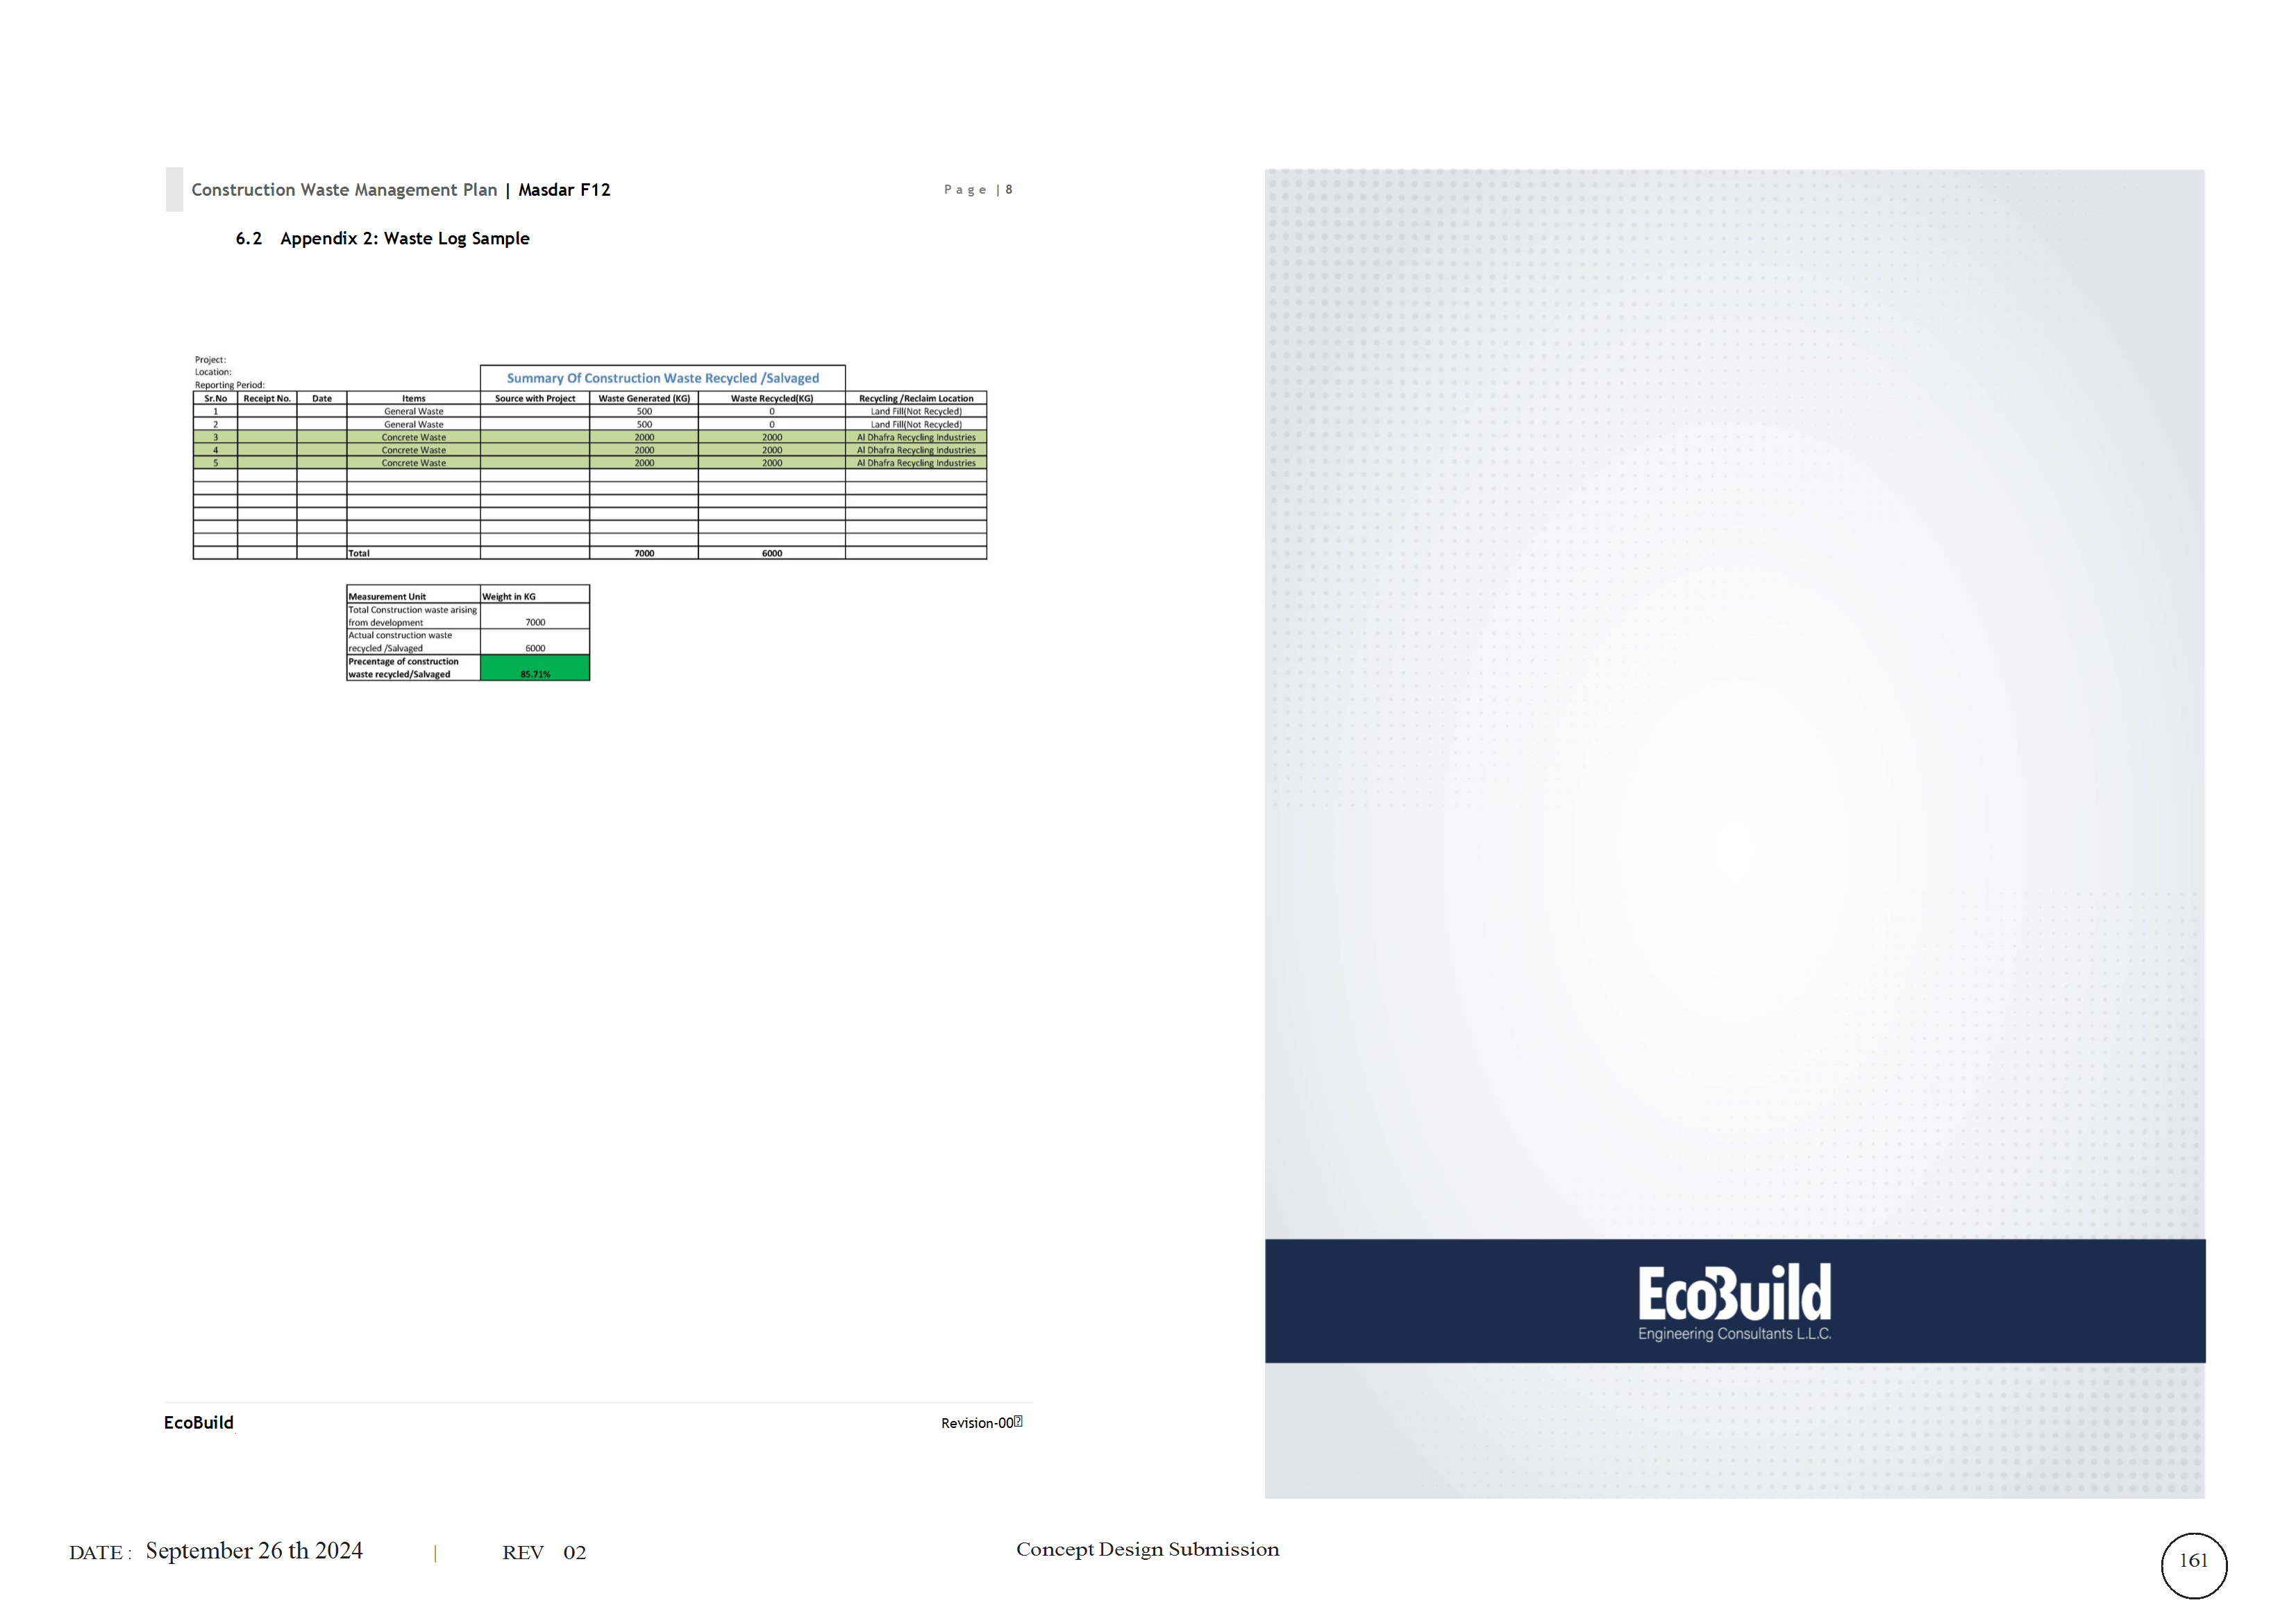 Construction Waste Management Plan | Masdar F12
Page | 8
6.2 Appendix 2: Waste Log Sample
Project:
Location:
Reporting Period:
Summary Of Construction Waste Recycled /Salvaged
Sr.No Receipt No. Date Items Source with Project Waste Generated (KG) Waste Recycled(KG) Recycling /Reclaim Location
1 General Waste 500 0 Land Fill(Not Recycled)
2 General Waste 500 0 Land Fill(Not Recycled)
3 Concrete Waste 2000 2000 Al Dhafra Recycling Industries
4 Concrete Waste 2000 2000 Al Dhafra Recycling Industries
5 Concrete Waste 2000 2000 Al Dhafra Recycling Industries
Total 7000 6000
Measurement Unit Weight in KG
Total Construction waste arising
from development 7000
Actual construction waste
recycled /Salvaged 6000
Precentage of construction
waste recycled/Salvaged 85.71%
EcoBuild
Revision-00
EcoBuild
Engineering Consultants L.L.C.
DATE : September 26 th 2024 | REV 02
Concept Design Submission
161